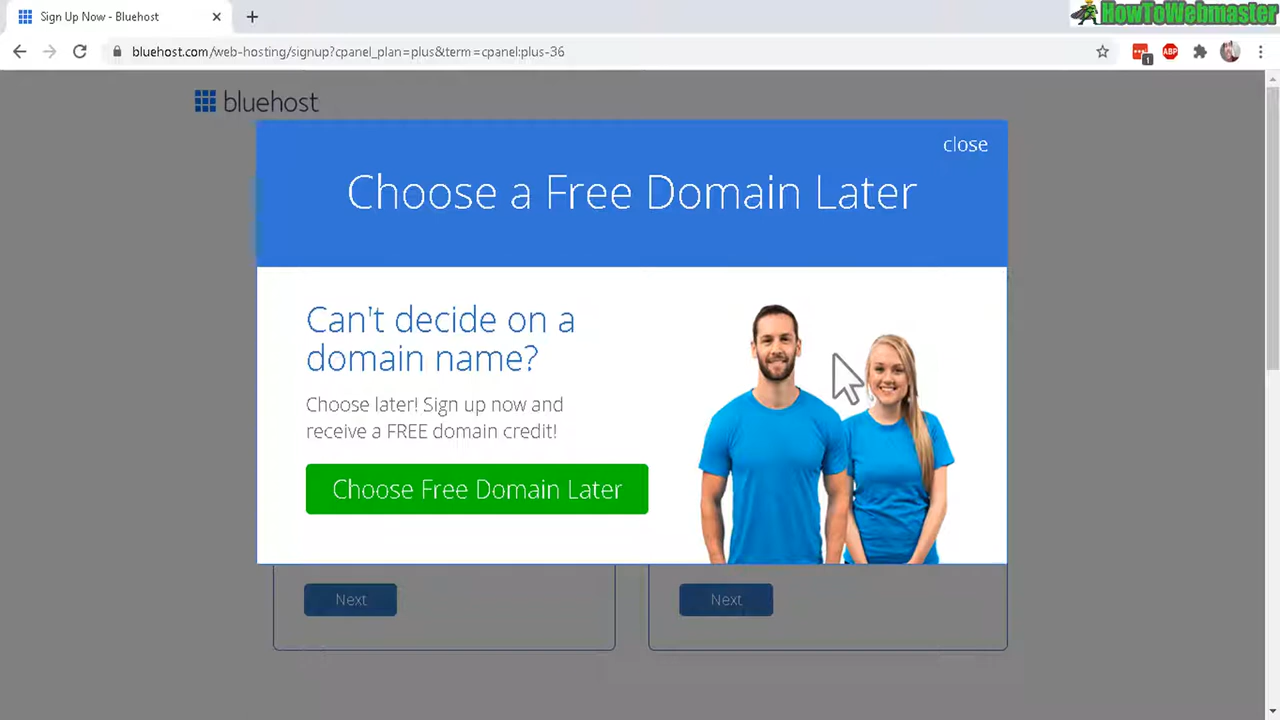 Sign Up Now - Bluehost
HowToWebmaster
bluehost.com/web-hosting/signup?cpanel_plan=plus&term=cpanel:plus-36
1
ABP
bluehost
close
Choose a Free Domain Later
Can't decide on a
domain name?
Choose later! Sign up now and
receive a FREE domain credit!
Choose Free Domain Later
Next
Next